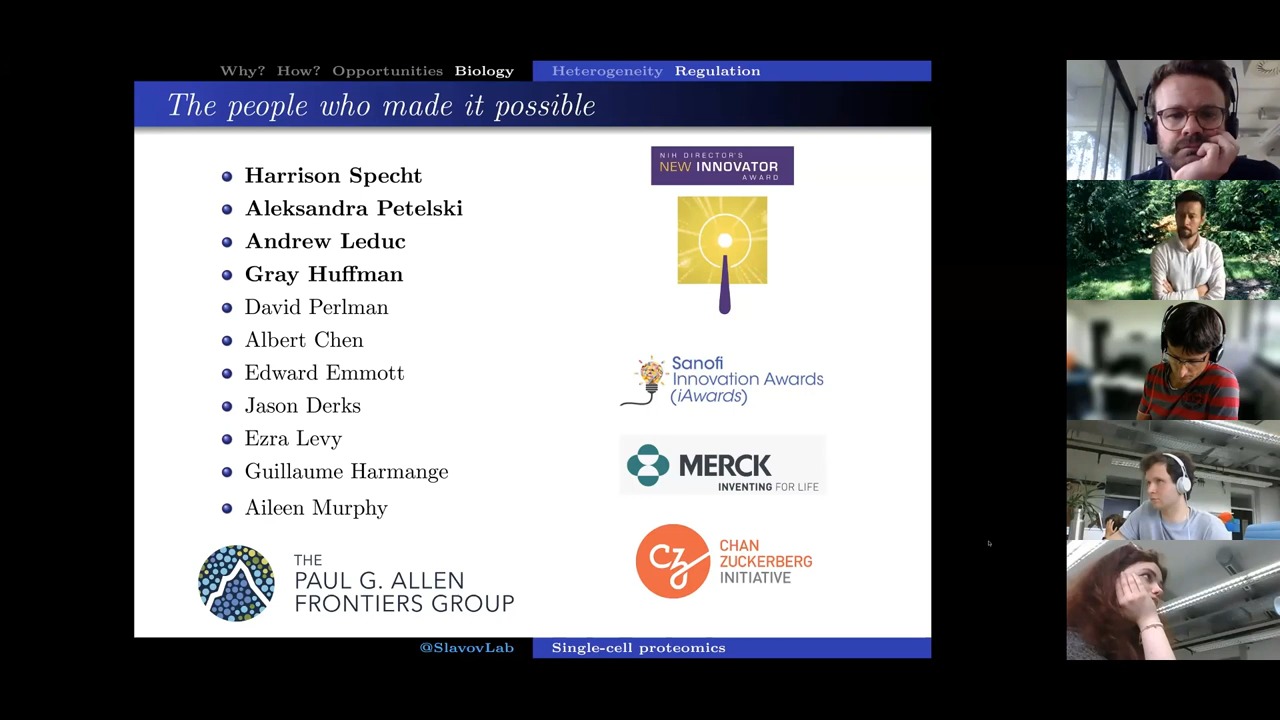 Why? How? Opportunities Biology Heterogeneity Regulation
The people who made it possible
Harrison Specht
Aleksandra Petelski
Andrew Leduc
Gray Huffman
David Perlman
Albert Chen
Edward Emmott
Jason Derks
Ezra Levy
Guillaume Harmange
Aileen Murphy
THE
PAUL G. ALLEN
FRONTIERS GROUP
NIH DIRECTOR'S
NEW INNOVATOR
AWARD
Sanofi
Innovation Awards
(iAwards)
MERCK
INVENTING FOR LIFE
CZ
CHAN
ZUCKERBERG
INITIATIVE
@SlavovLab Single-cell proteomics